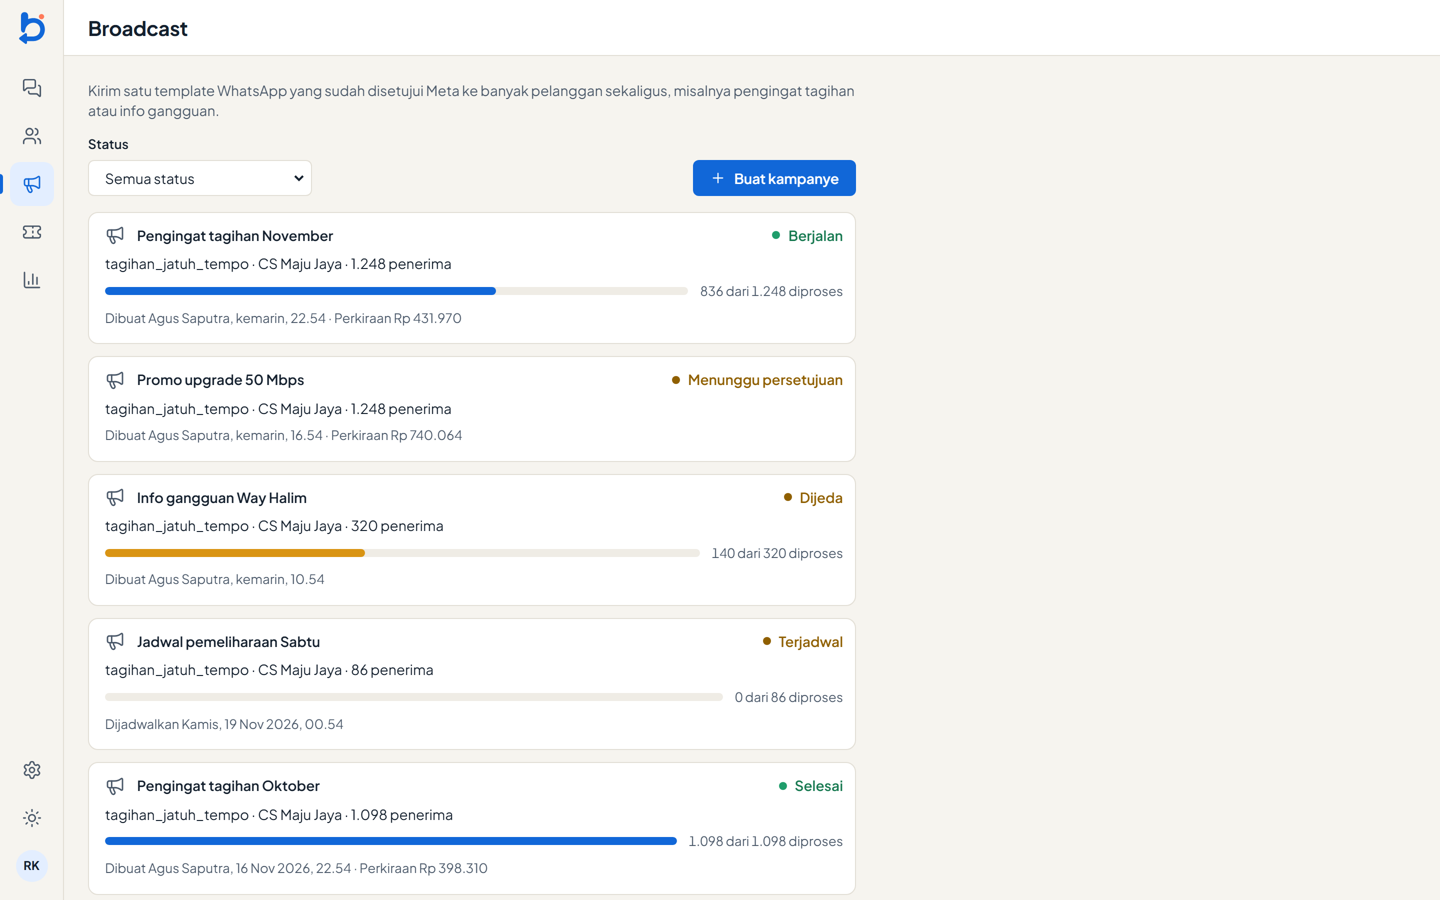 Broadcast
Kirim satu template WhatsApp yang sudah disetujui Meta ke banyak pelanggan sekaligus, misalnya pengingat tagihan
atau info gangguan.
Status
Semua status
Buat kampanye
Pengingat tagihan November
Berjalan
tagihan_jatuh_tempo · CS Maju Jaya · 1.248 penerima
836 dari 1.248 diproses
Dibuat Agus Saputra, kemarin, 22.54 · Perkiraan Rp 431.970
Promo upgrade 50 Mbps
Menunggu persetujuan
tagihan_jatuh_tempo · CS Maju Jaya · 1.248 penerima
Dibuat Agus Saputra, kemarin, 16.54 · Perkiraan Rp 740.064
Info gangguan Way Halim
Dijeda
tagihan_jatuh_tempo · CS Maju Jaya · 320 penerima
140 dari 320 diproses
Dibuat Agus Saputra, kemarin, 10.54
Jadwal pemeliharaan Sabtu
Terjadwal
tagihan_jatuh_tempo · CS Maju Jaya · 86 penerima
0 dari 86 diproses
Dijadwalkan Kamis, 19 Nov 2026, 00.54
Pengingat tagihan Oktober
Selesai
tagihan_jatuh_tempo · CS Maju Jaya · 1.098 penerima
1.098 dari 1.098 diproses
Dibuat Agus Saputra, 16 Nov 2026, 22.54 · Perkiraan Rp 398.310
RK